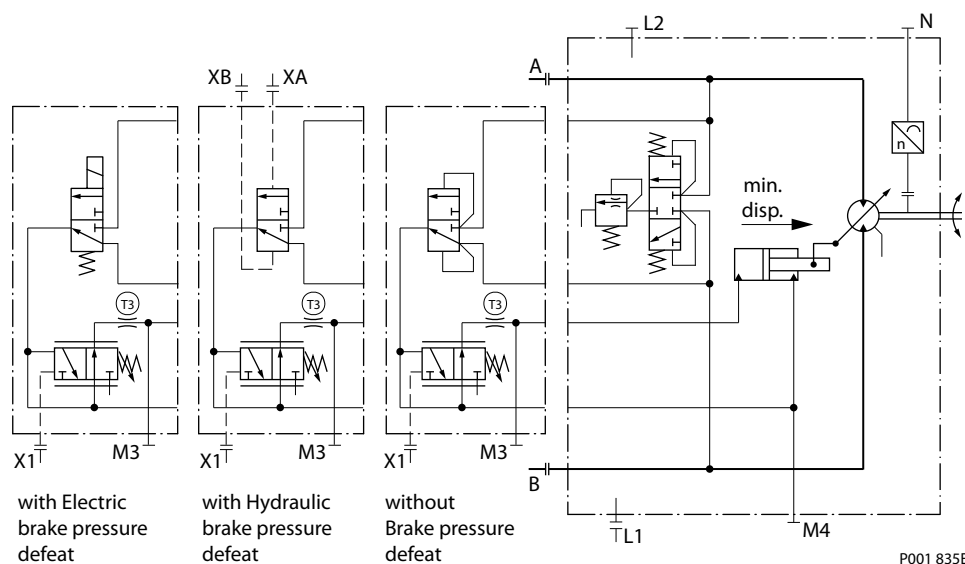 L2
N
XB
XA
A
n
min.
disp.
T3
T3
T3
X1
M3
X1
M3
X1
M3
B
L1
M4
with Electric
brake pressure
defeat
with Hydraulic
brake pressure
defeat
without
Brake pressure
defeat
P001 835E